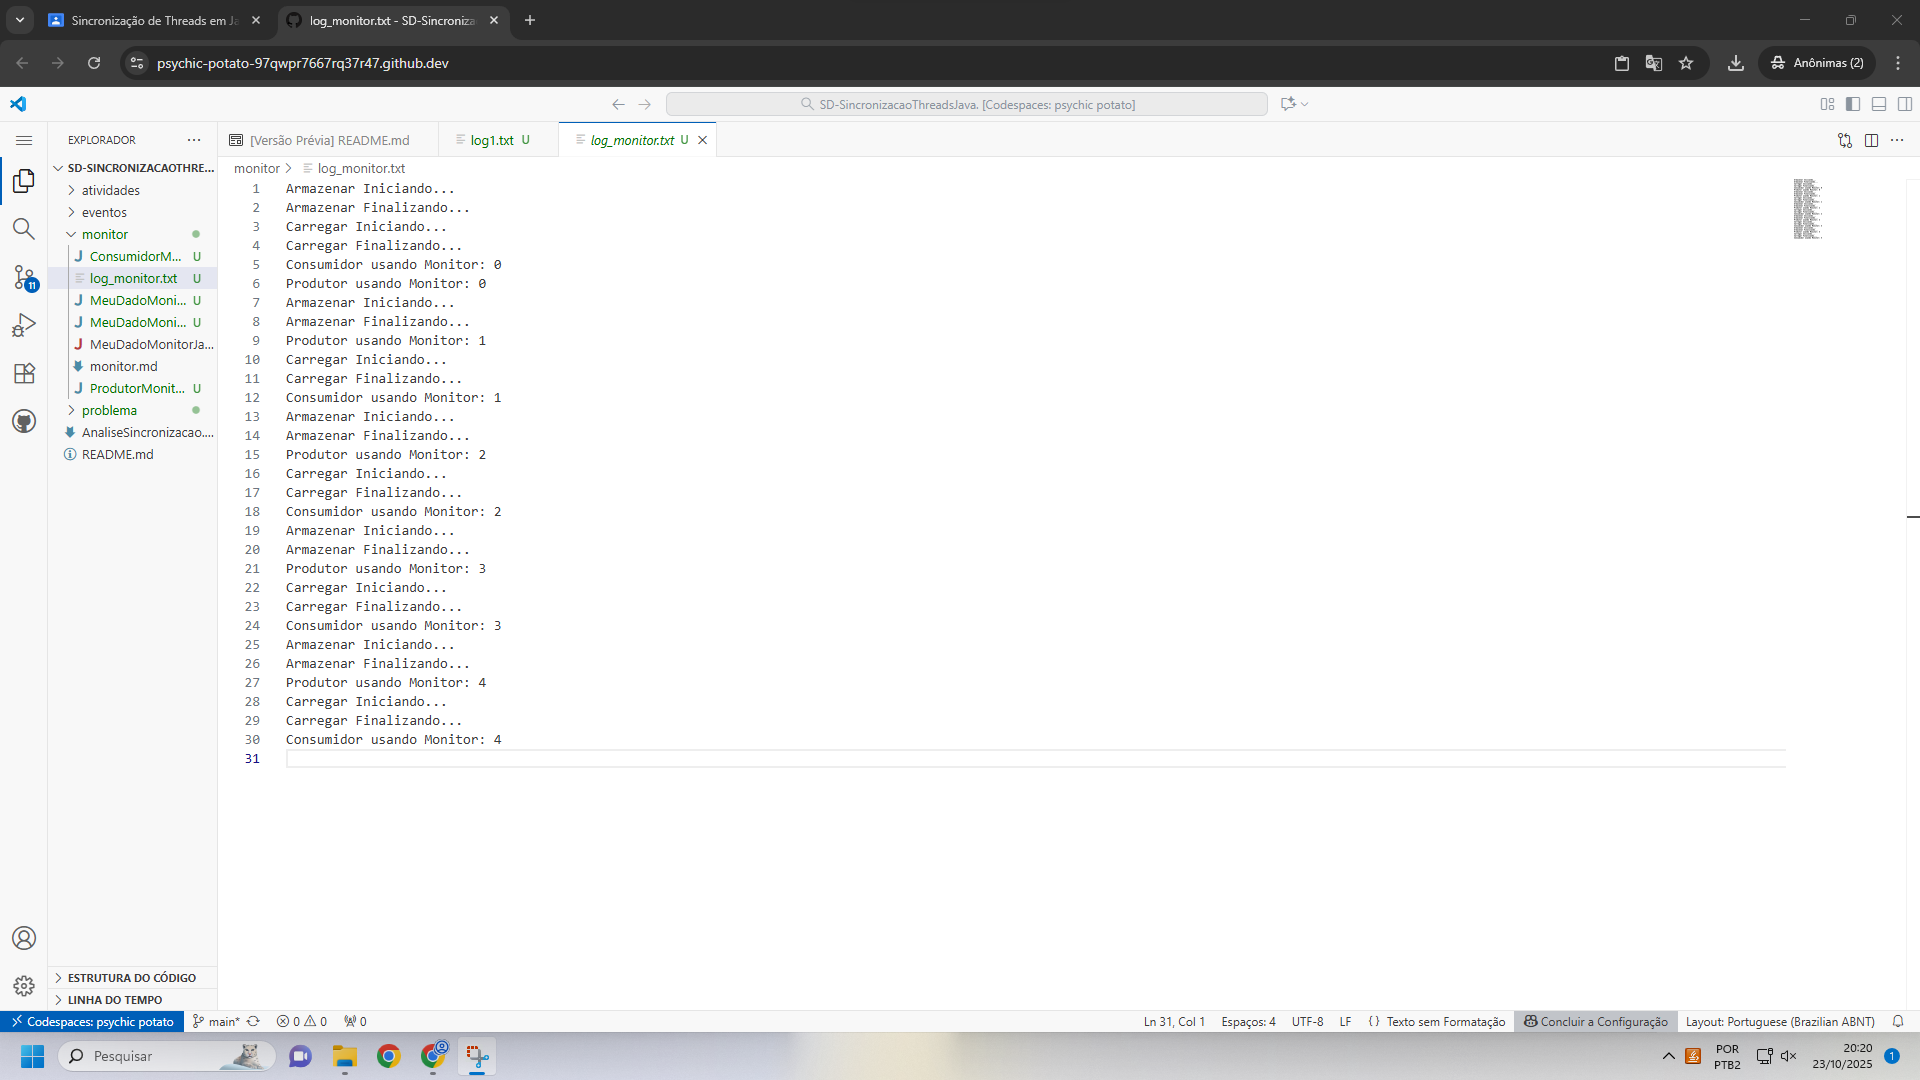 Sincronização de Threads em Ja
log_monitor.txt - SD-Sincroniza
psychic-potato-97qwpr7667rq37r47.github.dev
Anônimas (2)
SD-SincronizacaoThreadsJava. [Codespaces: psychic potato]
EXPLORADOR
[Versão Prévia] README.md
log1.txt U
log_monitor.txt U
SD-SINCRONIZACAOTHRE...
atividades
eventos
monitor
ConsumidorM... U
log_monitor.txt U
MeuDadoMoni... U
MeuDadoMoni... U
MeuDadoMonitorJa...
monitor.md
ProdutorMonit... U
problema
AnaliseSincronizacao....
README.md
11
ESTRUTURA DO CÓDIGO
LINHA DO TEMPO
monitor > log_monitor.txt
1 Armazenar Iniciando...
2 Armazenar Finalizando...
3 Carregar Iniciando...
4 Carregar Finalizando...
5 Consumidor usando Monitor: 0
6 Produtor usando Monitor: 0
7 Armazenar Iniciando...
8 Armazenar Finalizando...
9 Produtor usando Monitor: 1
10 Carregar Iniciando...
11 Carregar Finalizando...
12 Consumidor usando Monitor: 1
13 Armazenar Iniciando...
14 Armazenar Finalizando...
15 Produtor usando Monitor: 2
16 Carregar Iniciando...
17 Carregar Finalizando...
18 Consumidor usando Monitor: 2
19 Armazenar Iniciando...
20 Armazenar Finalizando...
21 Produtor usando Monitor: 3
22 Carregar Iniciando...
23 Carregar Finalizando...
24 Consumidor usando Monitor: 3
25 Armazenar Iniciando...
26 Armazenar Finalizando...
27 Produtor usando Monitor: 4
28 Carregar Iniciando...
29 Carregar Finalizando...
30 Consumidor usando Monitor: 4
31
Codespaces: psychic potato
main*
0 0
0
Ln 31, Col 1
Espaços: 4
UTF-8
LF
{ } Texto sem Formatação
Concluir a Configuração
Layout: Portuguese (Brazilian ABNT)
Pesquisar
POR
PTB2
20:20
23/10/2025
1